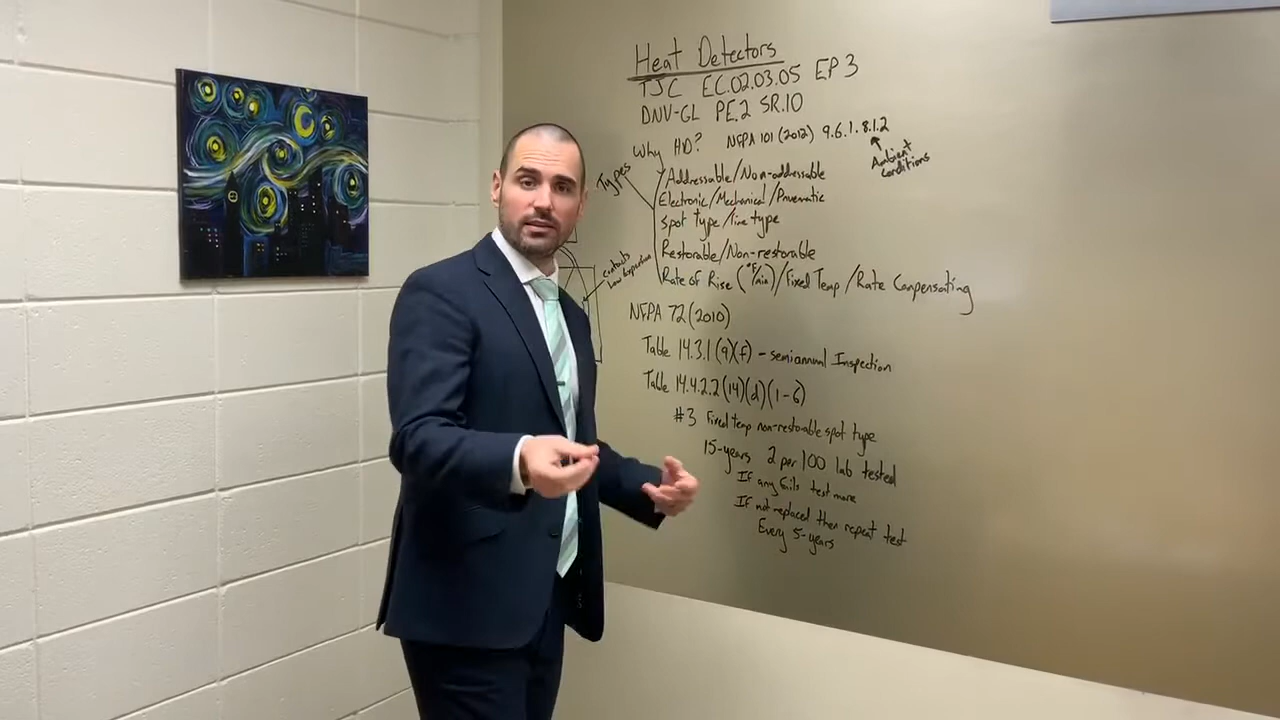 Heat Detectors
TJC EC.02.03.05 EP 3
DNV-GL PE.2 SR.10
Why HD? NFPA 101 (2012) 9.6.1.8.1.2
Ambient
conditions
Types
Addressable/Non-addressable
Electronic/Mechanical/Pneumatic
Spot type/line type
Restorable/Non-restorable
Rate of Rise (°F/min)/Fixed Temp/Rate Compensating
contacts
low expansion
NFPA 72 (2010)
Table 14.3.1 (9)(f) - semiannual Inspection
Table 14.4.2.2 (14)(d)(1-6)
#3 Fixed temp non-restorable spot type
15-years 2 per 100 lab tested
If any fails test more
If not replaced then repeat test
Every 5-years